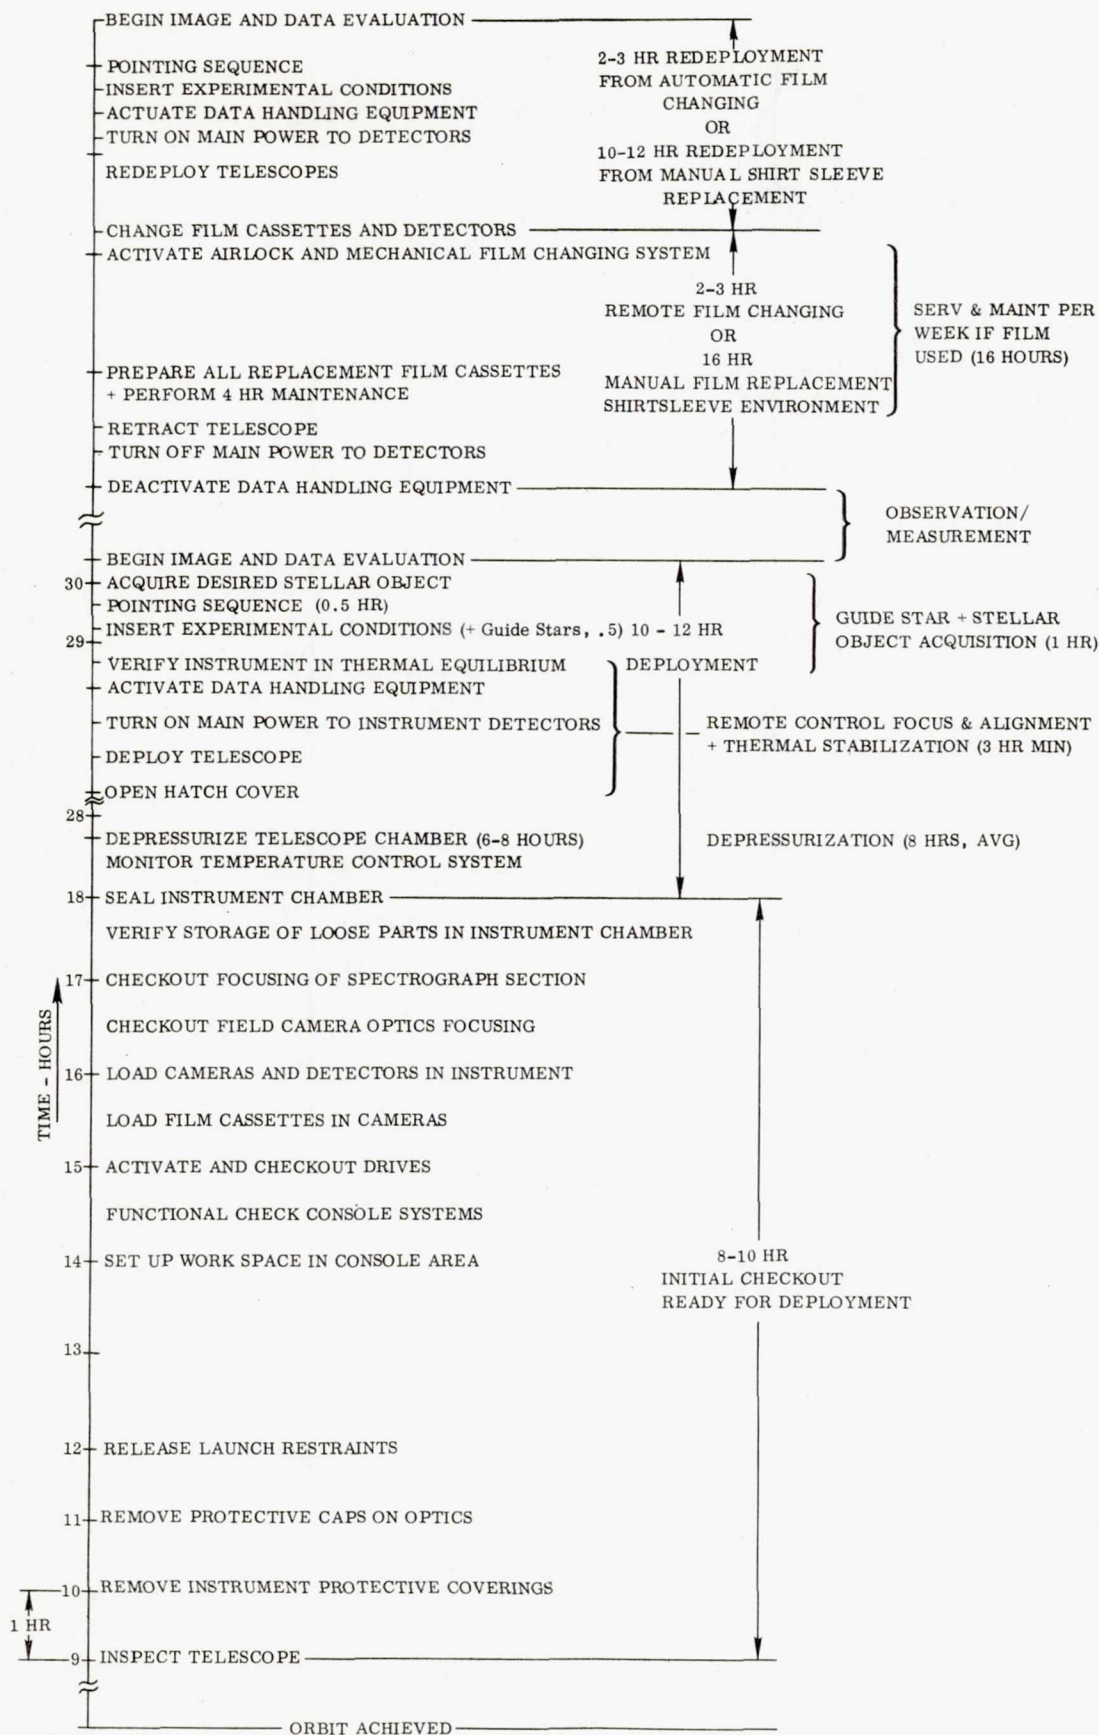 BEGIN IMAGE AND DATA EVALUATION
POINTING SEQUENCE
INSERT EXPERIMENTAL CONDITIONS
ACTUATE DATA HANDLING EQUIPMENT
TURN ON MAIN POWER TO DETECTORS
REDEPLOY TELESCOPES
2-3 HR REDEPLOYMENT
FROM AUTOMATIC FILM
CHANGING
OR
10-12 HR REDEPLOYMENT
FROM MANUAL SHIRT SLEEVE
REPLACEMENT
CHANGE FILM CASSETTES AND DETECTORS
ACTIVATE AIRLOCK AND MECHANICAL FILM CHANGING SYSTEM
PREPARE ALL REPLACEMENT FILM CASSETTES
+ PERFORM 4 HR MAINTENANCE
RETRACT TELESCOPE
TURN OFF MAIN POWER TO DETECTORS
DEACTIVATE DATA HANDLING EQUIPMENT
2-3 HR
REMOTE FILM CHANGING
OR
16 HR
MANUAL FILM REPLACEMENT
SHIRTSLEEVE ENVIRONMENT
SERV & MAINT PER
WEEK IF FILM
USED (16 HOURS)
OBSERVATION/
MEASUREMENT
BEGIN IMAGE AND DATA EVALUATION
30 ACQUIRE DESIRED STELLAR OBJECT
POINTING SEQUENCE (0.5 HR)
INSERT EXPERIMENTAL CONDITIONS (+ Guide Stars, .5) 10 - 12 HR
29
VERIFY INSTRUMENT IN THERMAL EQUILIBRIUM DEPLOYMENT
ACTIVATE DATA HANDLING EQUIPMENT
TURN ON MAIN POWER TO INSTRUMENT DETECTORS
DEPLOY TELESCOPE
OPEN HATCH COVER
GUIDE STAR + STELLAR
OBJECT ACQUISITION (1 HR)
REMOTE CONTROL FOCUS & ALIGNMENT
+ THERMAL STABILIZATION (3 HR MIN)
28
DEPRESSURIZE TELESCOPE CHAMBER (6-8 HOURS)
MONITOR TEMPERATURE CONTROL SYSTEM
DEPRESSURIZATION (8 HRS, AVG)
18 SEAL INSTRUMENT CHAMBER
VERIFY STORAGE OF LOOSE PARTS IN INSTRUMENT CHAMBER
17 CHECKOUT FOCUSING OF SPECTROGRAPH SECTION
CHECKOUT FIELD CAMERA OPTICS FOCUSING
16 LOAD CAMERAS AND DETECTORS IN INSTRUMENT
LOAD FILM CASSETTES IN CAMERAS
15 ACTIVATE AND CHECKOUT DRIVES
FUNCTIONAL CHECK CONSOLE SYSTEMS
14 SET UP WORK SPACE IN CONSOLE AREA
TIME - HOURS
8-10 HR
INITIAL CHECKOUT
READY FOR DEPLOYMENT
13
12 RELEASE LAUNCH RESTRAINTS
11 REMOVE PROTECTIVE CAPS ON OPTICS
10 REMOVE INSTRUMENT PROTECTIVE COVERINGS
1 HR
9 INSPECT TELESCOPE
ORBIT ACHIEVED